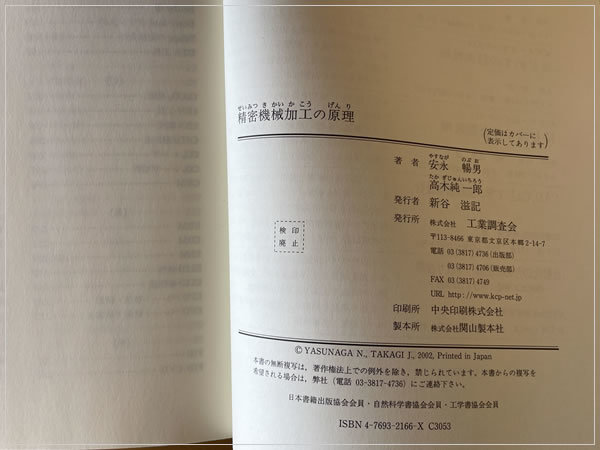 せいみつ き かい か こう げん り
精密機械加工の原理
(定価はカバーに
表示してあります)
やすなが のぶ お
著 者 安永 暢男
たか ぎ じゅんいちろう
高木純一郎
発行者 新谷 滋記
発行所 株式会社 工業調査会
〒113-8466 東京都文京区本郷2-14-7
電話 03(3817)4736(出版部)
03(3817)4706(販売部)
FAX 03(3817)4749
URL http://www.kcp-net.jp
検 印
廃 止
印刷所 中央印刷株式会社
製本所 株式会社関山製本社
© YASUNAGA N., TAKAGI J., 2002, Printed in Japan
本書の無断複写は,著作権法上での例外を除き,禁じられています。本書からの複写を
希望される場合は,弊社(電話 03-3817-4736)にご連絡下さい。
日本書籍出版協会会員・自然科学書協会会員・工学書協会会員
ISBN 4-7693-2166-X C3053